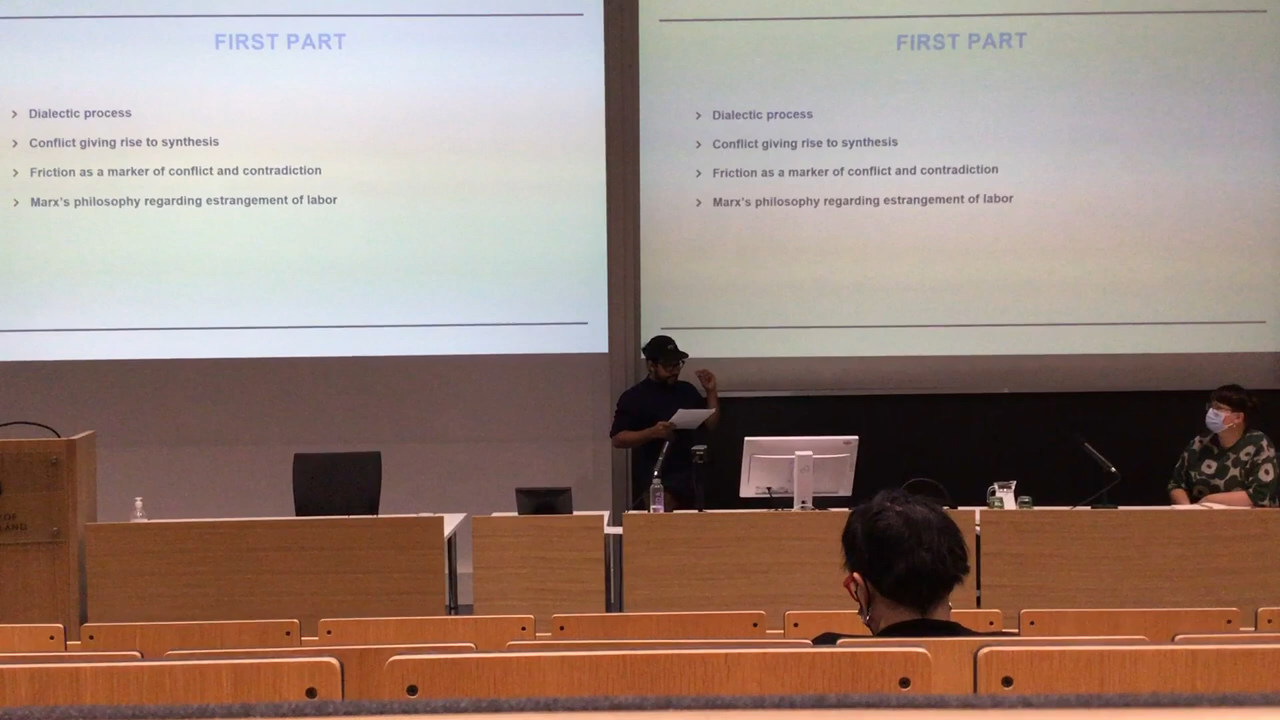 FIRST PART
Dialectic process
Conflict giving rise to synthesis
Friction as a marker of conflict and contradiction
Marx's philosophy regarding estrangement of labor
FIRST PART
Dialectic process
Conflict giving rise to synthesis
Friction as a marker of conflict and contradiction
Marx's philosophy regarding estrangement of labor
OF
LAND